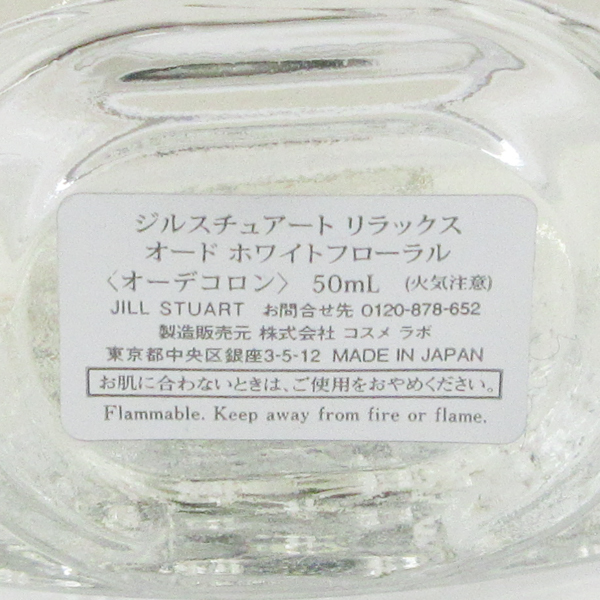 ジルスチュアート リラックス
オード ホワイトフローラル
〈オーデコロン〉 50mL (火気注意)
JILL STUART お問合せ先 0120-878-652
製造販売元 株式会社 コスメ ラボ
東京都中央区銀座3-5-12 MADE IN JAPAN
お肌に合わないときは、ご使用をおやめください。
Flammable. Keep away from fire or flame.